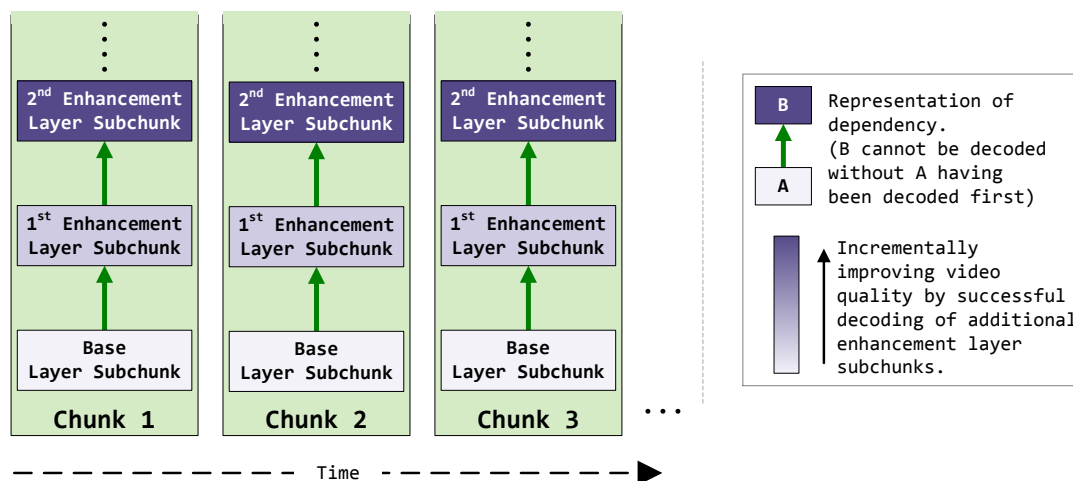 2nd Enhancement
Layer Subchunk
1st Enhancement
Layer Subchunk
Base
Layer Subchunk
Chunk 1
2nd Enhancement
Layer Subchunk
1st Enhancement
Layer Subchunk
Base
Layer Subchunk
Chunk 2
2nd Enhancement
Layer Subchunk
1st Enhancement
Layer Subchunk
Base
Layer Subchunk
Chunk 3
...
Time
B
A
Representation of
dependency.
(B cannot be decoded
without A having
been decoded first)
Incrementally
improving video
quality by successful
decoding of additional
enhancement layer
subchunks.